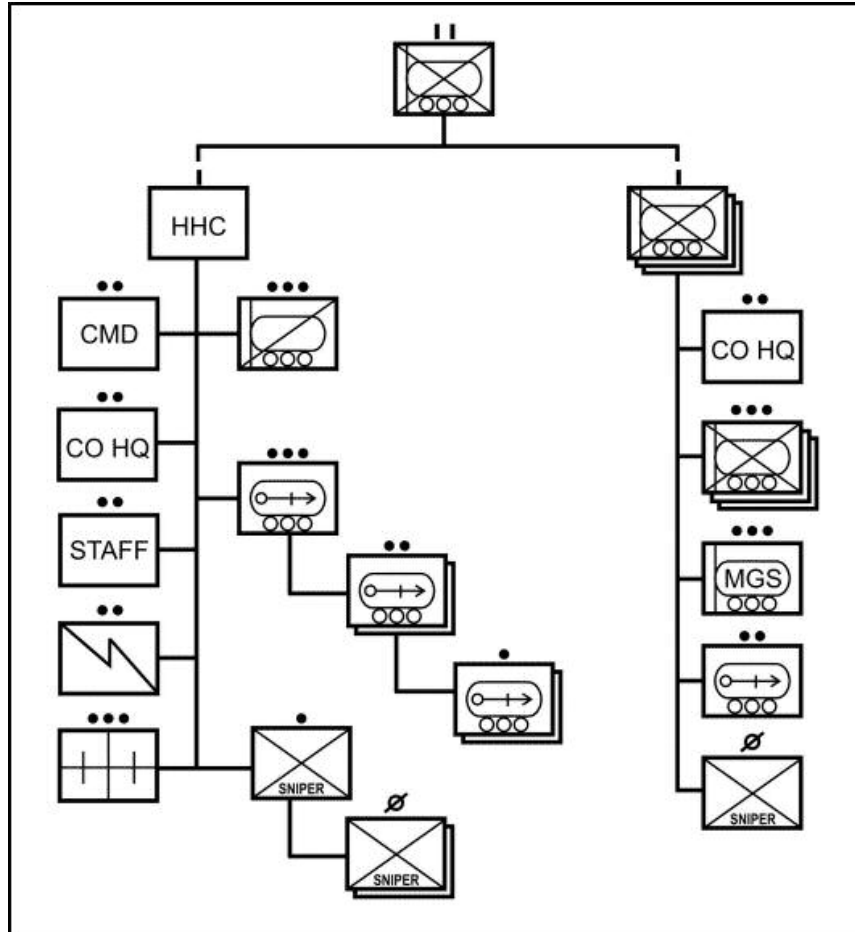 HHC
CMD
CO HQ
STAFF
SNIPER
SNIPER
CO HQ
MGS
SNIPER